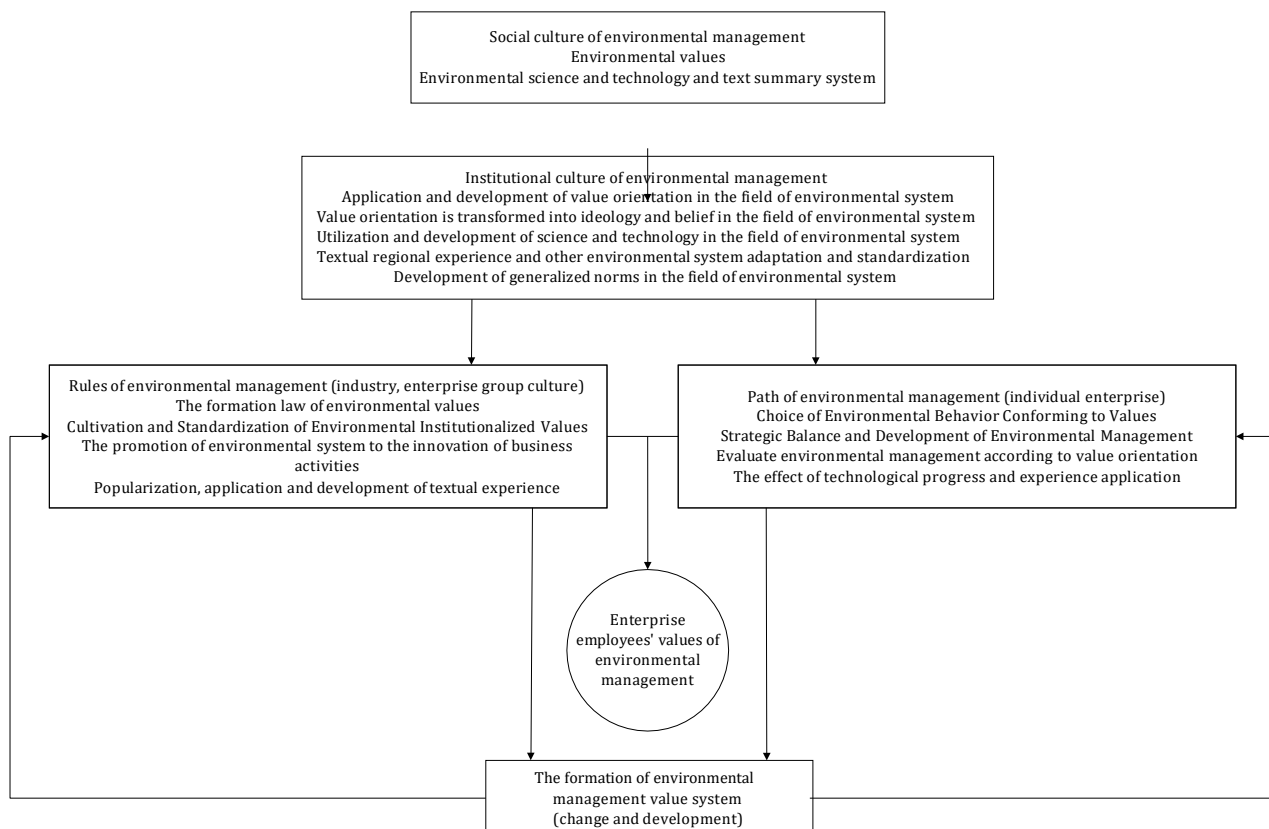 Social culture of environmental management
Environmental values
Environmental science and technology and text summary system
Institutional culture of environmental management
Application and development of value orientation in the field of environmental system
Value orientation is transformed into ideology and belief in the field of environmental system
Utilization and development of science and technology in the field of environmental system
Textual regional experience and other environmental system adaptation and standardization
Development of generalized norms in the field of environmental system
Rules of environmental management (industry, enterprise group culture)
The formation law of environmental values
Cultivation and Standardization of Environmental Institutionalized Values
The promotion of environmental system to the innovation of business
activities
Popularization, application and development of textual experience
Path of environmental management (individual enterprise)
Choice of Environmental Behavior Conforming to Values
Strategic Balance and Development of Environmental Management
Evaluate environmental management according to value orientation
The effect of technological progress and experience application
Enterprise
employees' values of
environmental
management
The formation of environmental
management value system
(change and development)